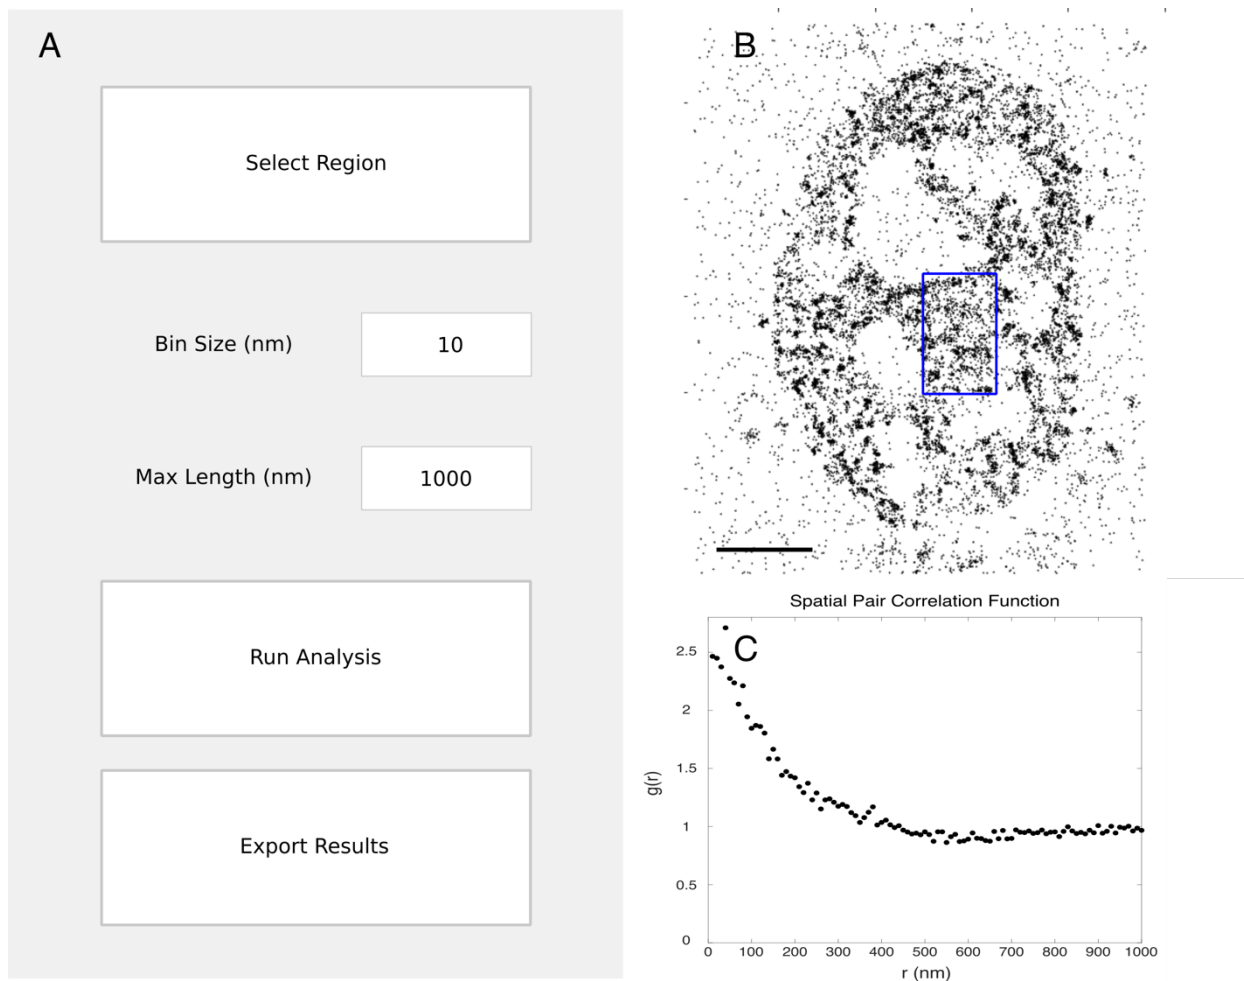 A
Select Region
Bin Size (nm)
10
Max Length (nm)
1000
Run Analysis
Export Results
B
Spatial Pair Correlation Function
C
g(r)
2.5
2
1.5
1
0.5
0
0 100 200 300 400 500 600 700 800 900 1000
r (nm)